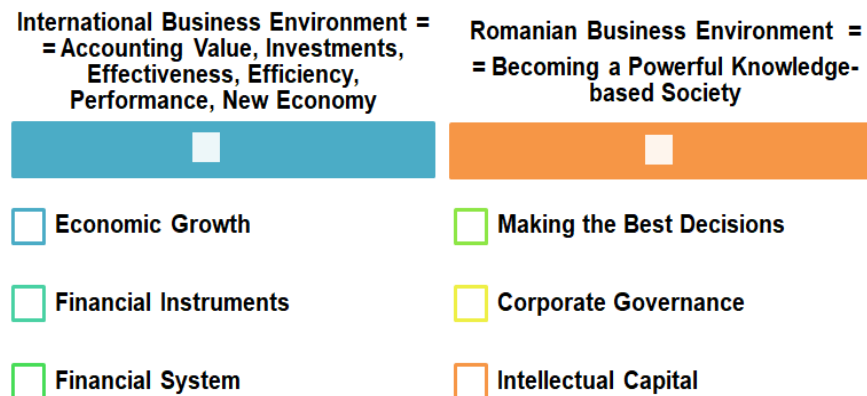 International Business Environment =
= Accounting Value, Investments,
Effectiveness, Efficiency,
Performance, New Economy
Economic Growth
Financial Instruments
Financial System
Romanian Business Environment =
= Becoming a Powerful Knowledge-
based Society
Making the Best Decisions
Corporate Governance
Intellectual Capital